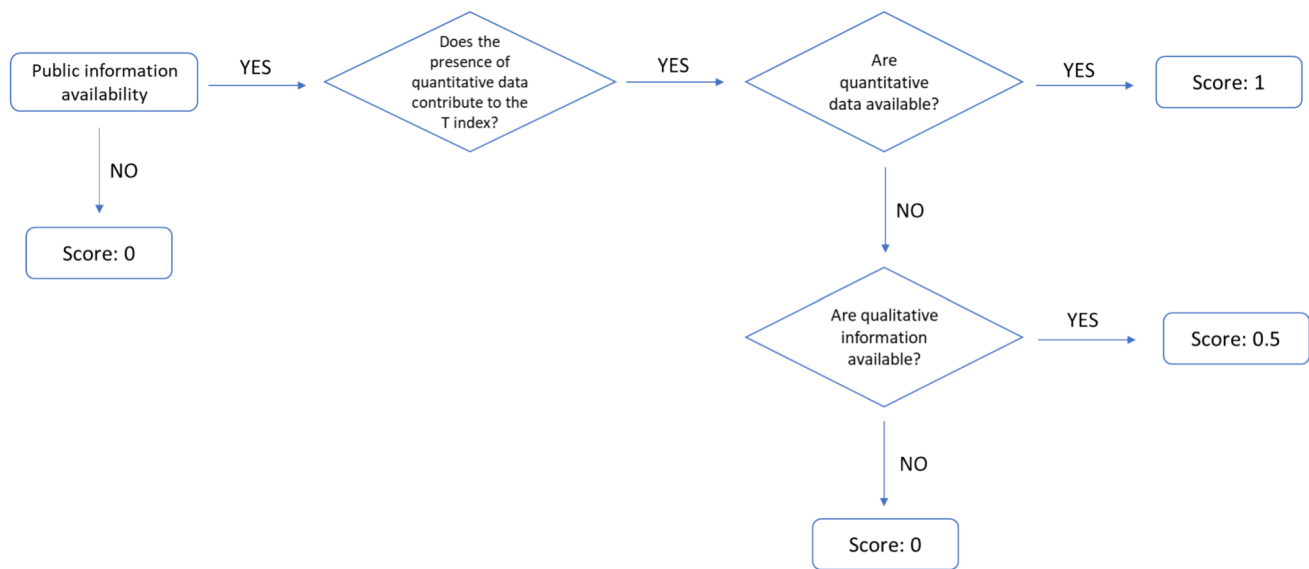 Public information
availability
YES
Does the
presence of
quantitative data
contribute to the
T index?
YES
Are
quantitative
data available?
YES
Score: 1
NO
Score: 0
NO
Are qualitative
information
available?
YES
Score: 0.5
NO
Score: 0